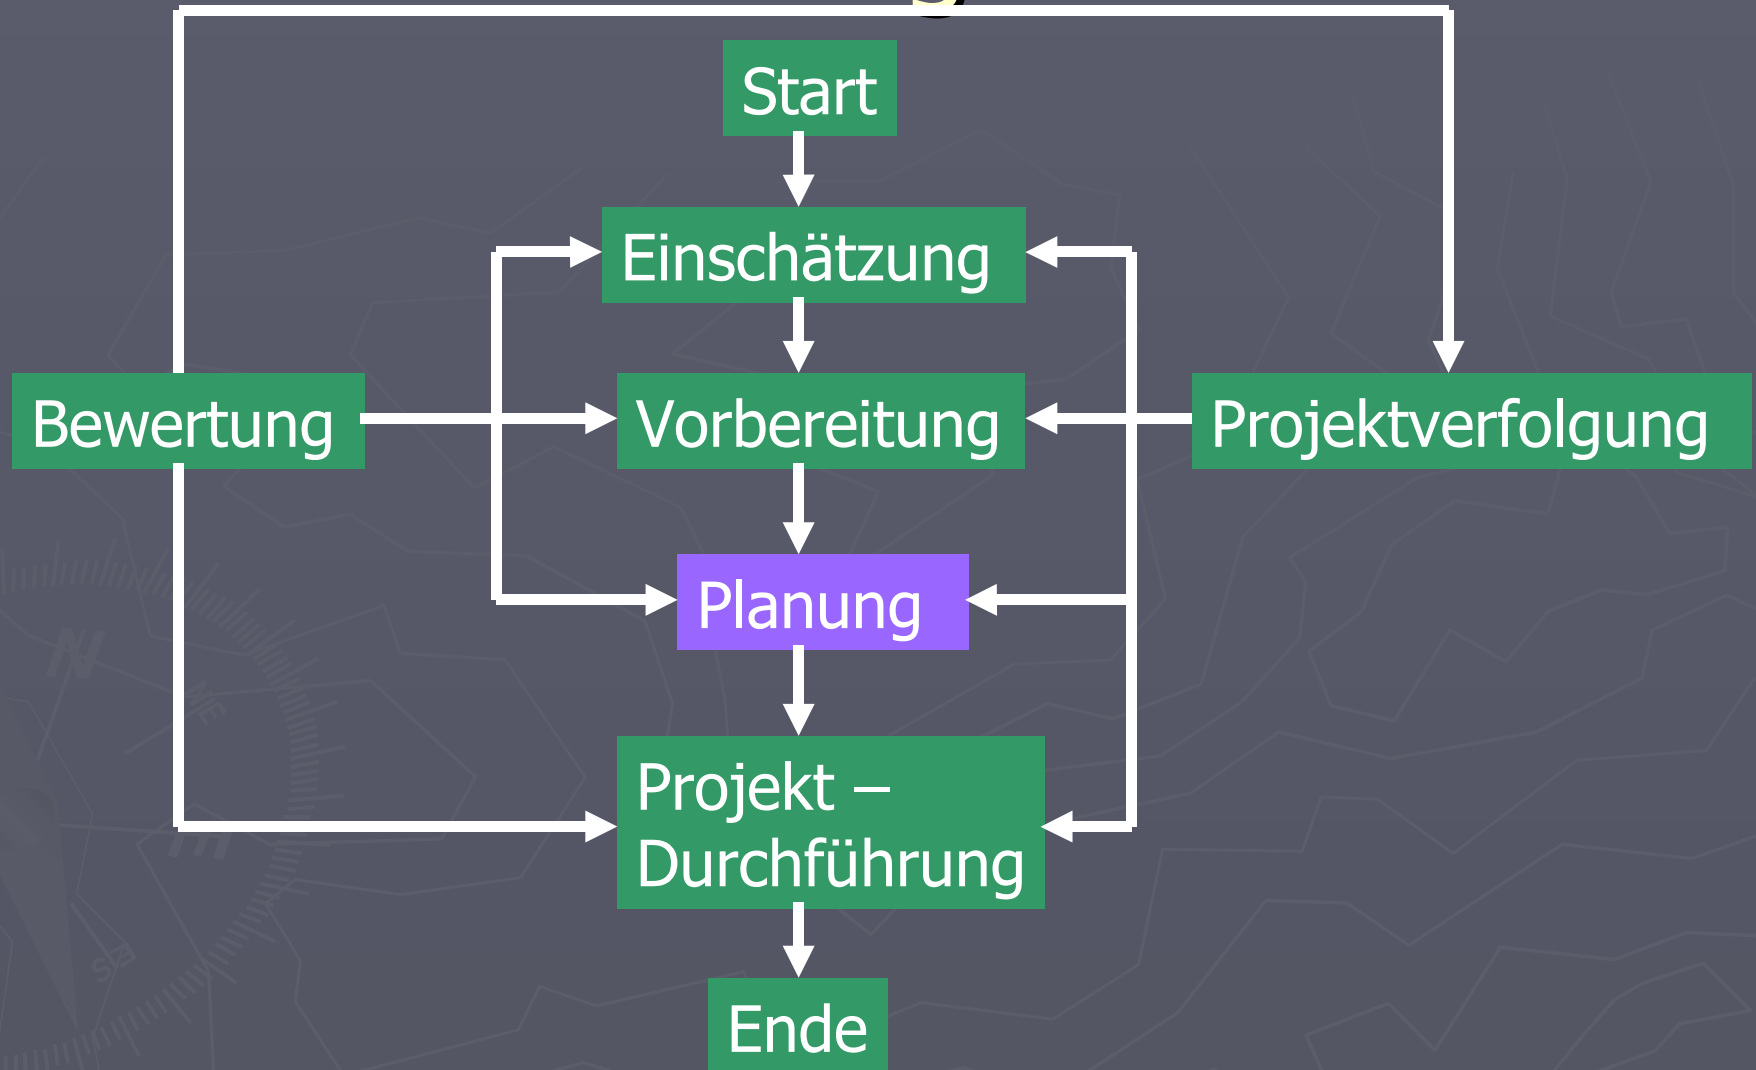 Start
Einschätzung
Bewertung
Vorbereitung
Projektverfolgung
Planung
Projekt –
Durchführung
Ende
N
E